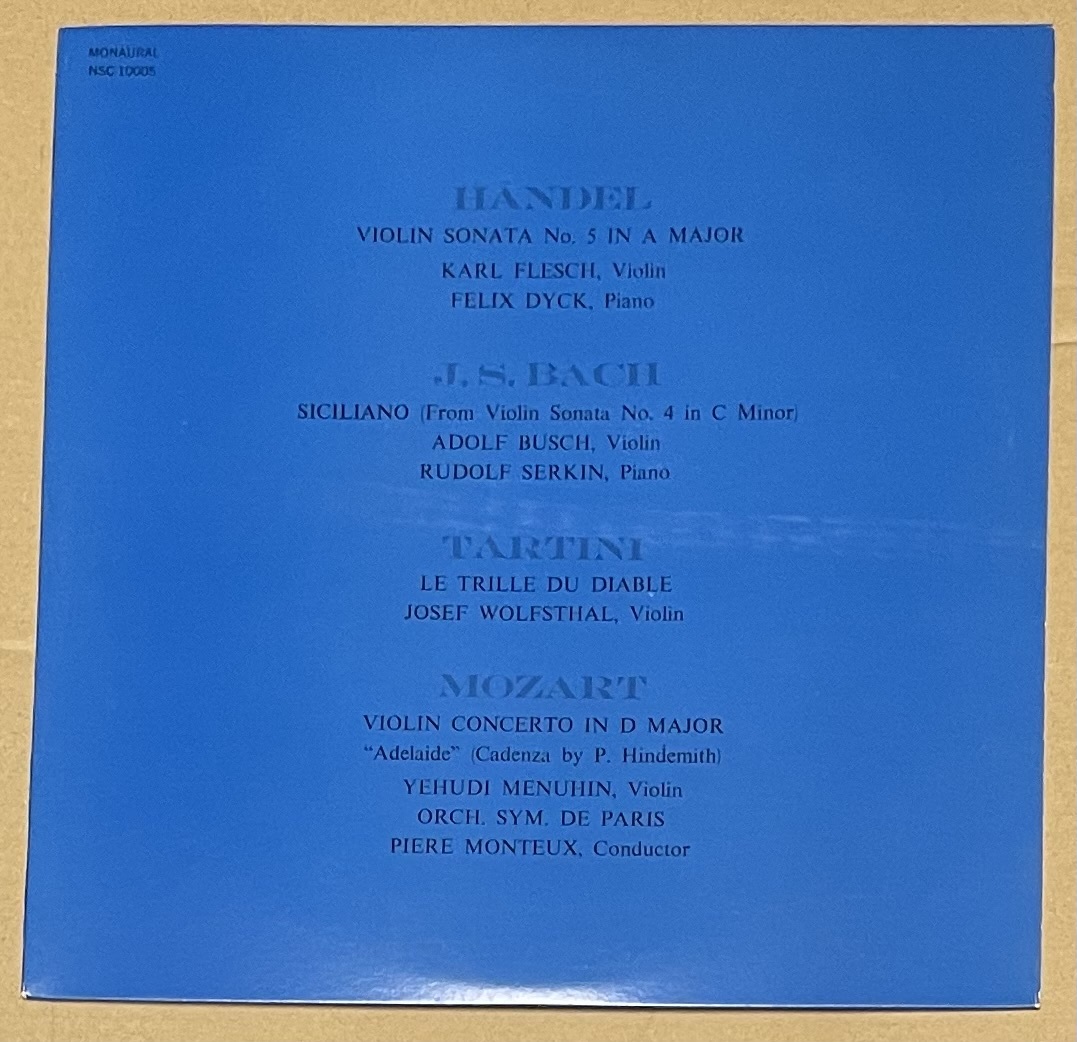 MONAURAL
NSC 10005
HÄNDEL
VIOLIN SONATA No. 5 IN A MAJOR
KARL FLESCH, Violin
FELIX DYCK, Piano
J. S. BACH
SICILIANO (From Violin Sonata No. 4 in C Minor)
ADOLF BUSCH, Violin
RUDOLF SERKIN, Piano
TARTINI
LE TRILLE DU DIABLE
JOSEF WOLFSTHAL, Violin
MOZART
VIOLIN CONCERTO IN D MAJOR
“Adelaide” (Cadenza by P. Hindemith)
YEHUDI MENUHIN, Violin
ORCH. SYM. DE PARIS
PIERE MONTEUX, Conductor